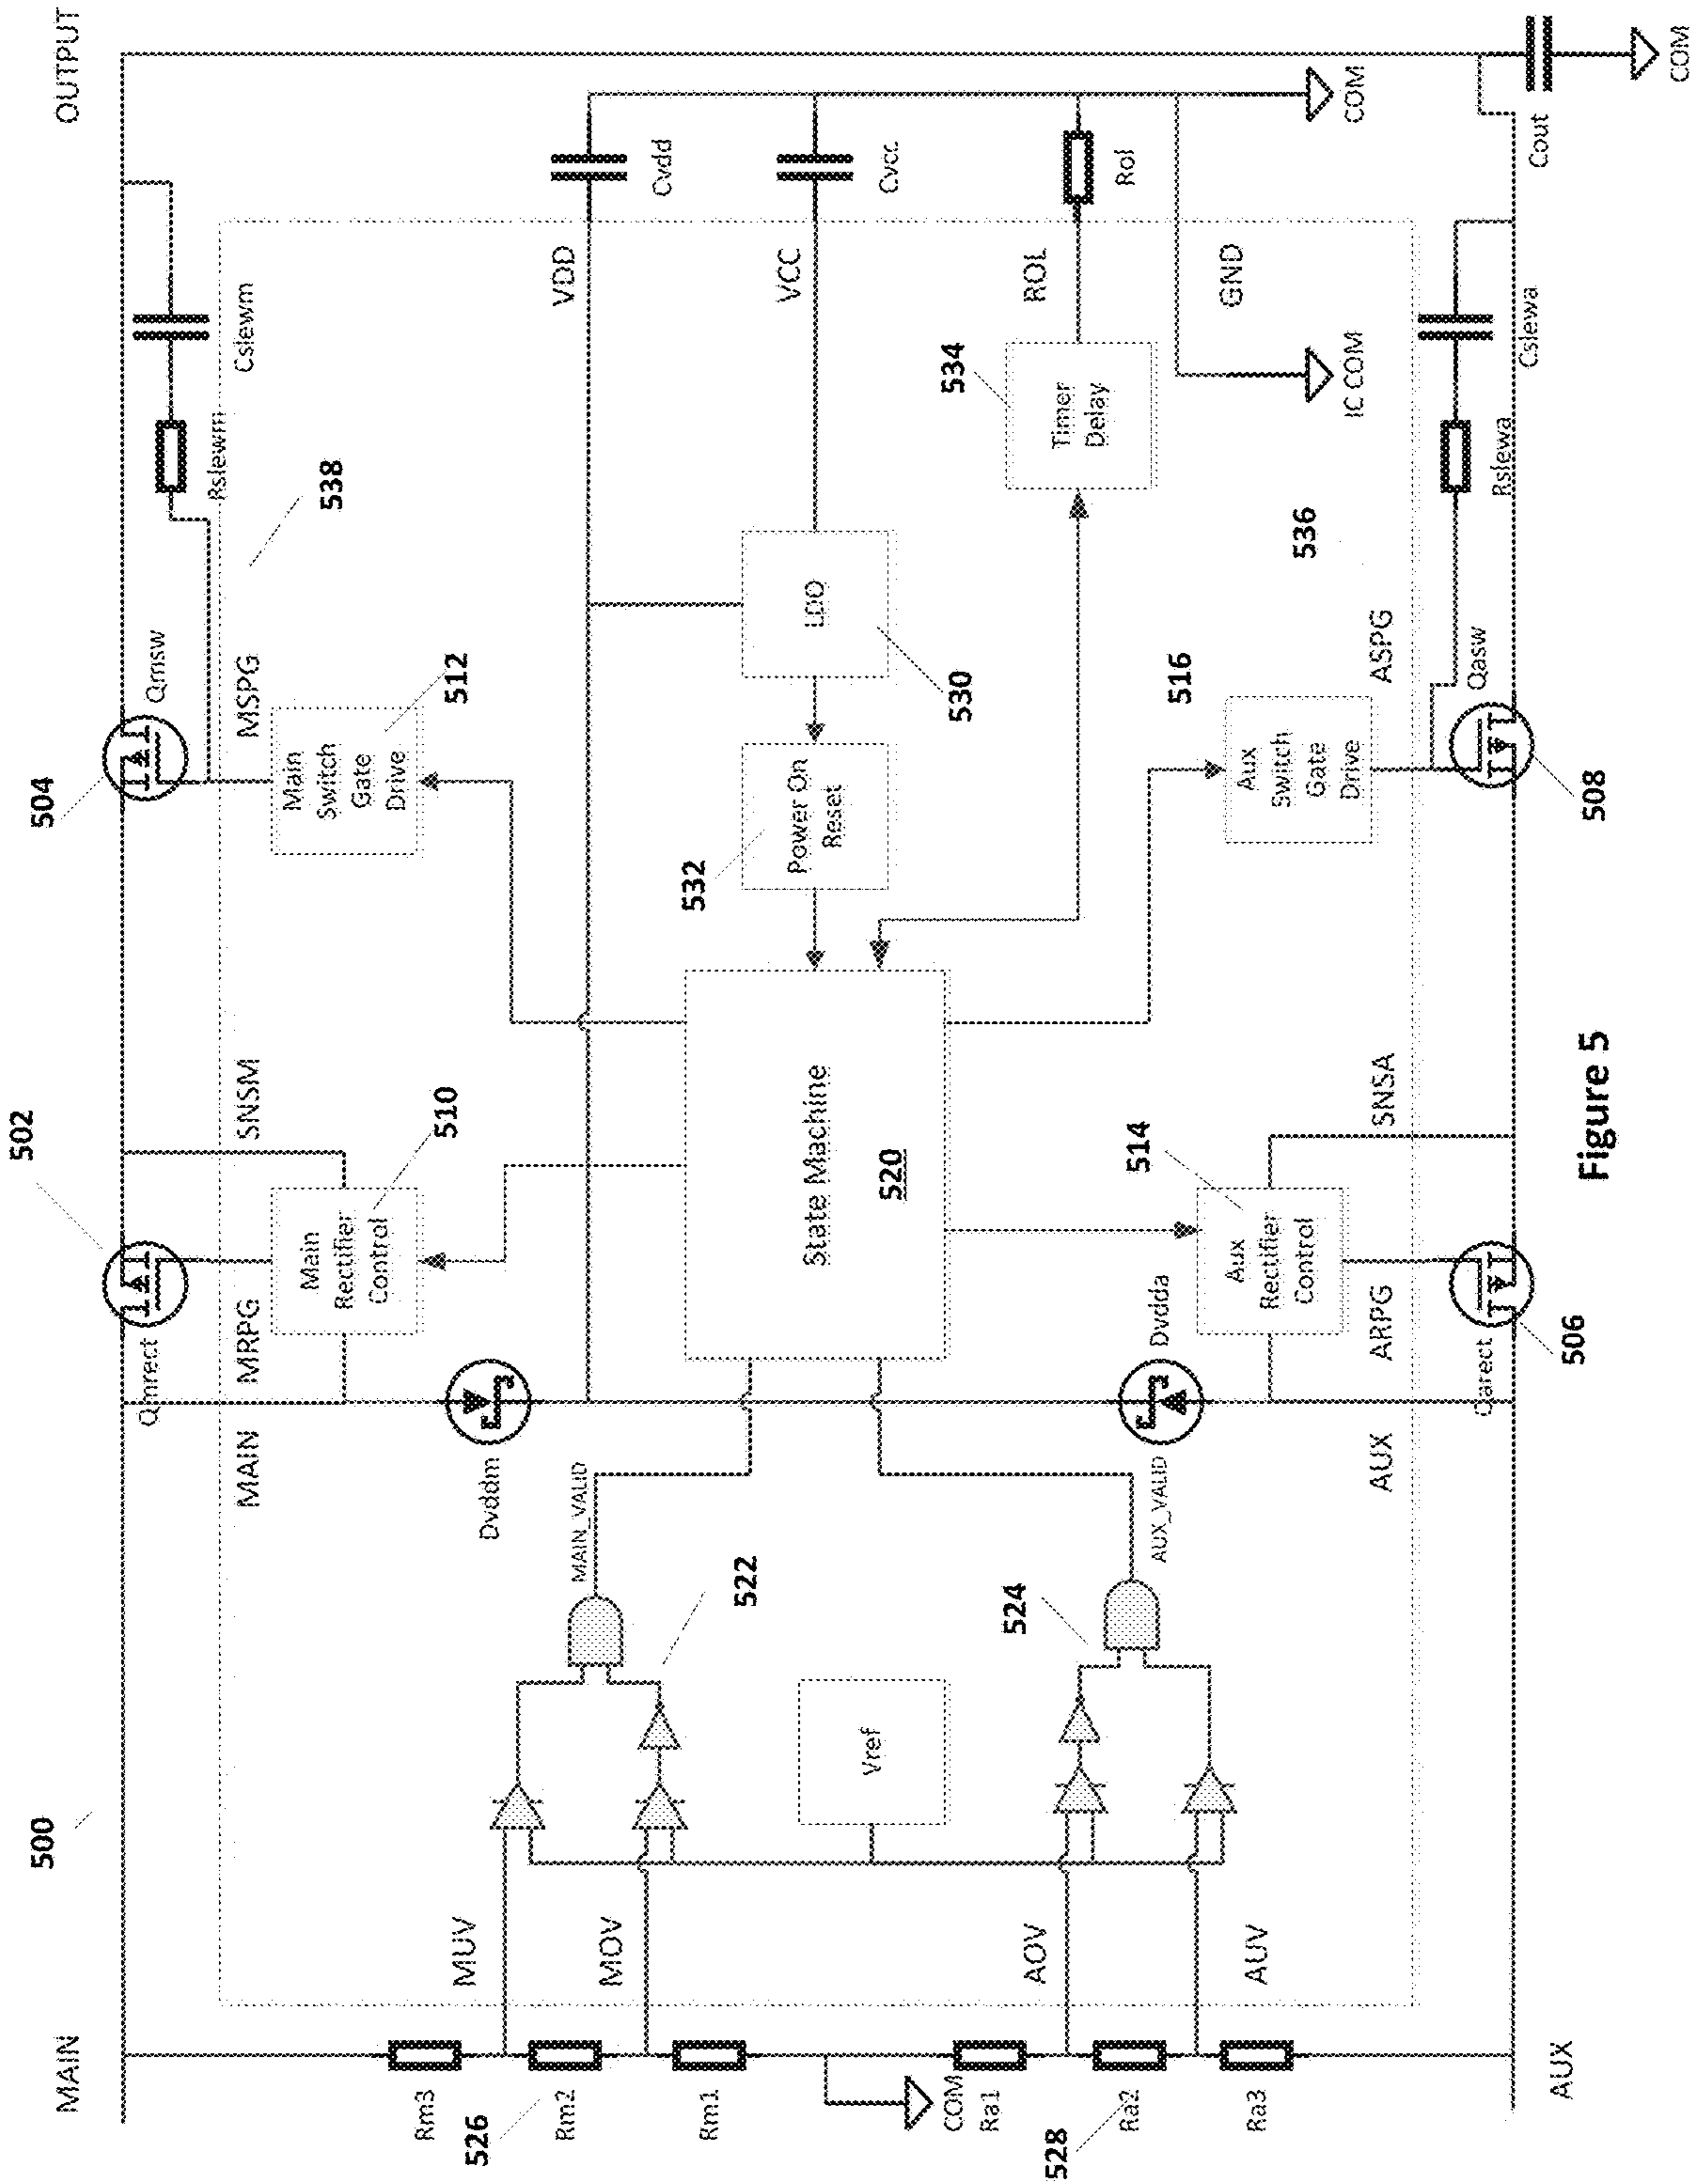 MAIN
500
502
504
OUTPUT
Qmrect
Qmsw
Rslewm
Cslewm
MAIN
MRPG
SNSM
MSPG
538
Main
Rectifier
Control
510
Main
Switch
Gate
Drive
512
Dvddm
VDD
Cvdd
Rm3
MUV
526
Rm2
MOV
Rm1
MAIN_VALID
522
State Machine
520
532
Power On
Reset
LDO
530
VCC
Cvcc
COM
Vref
534
Timer
Delay
ROL
Rol
Ra1
AOV
528
Ra2
AUV
Ra3
524
AUX_VALID
Dvddа
514
Aux
Rectifier
Control
516
Aux
Switch
Gate
Drive
536
GND
IC COM
COM
AUX
ARPG
SNSA
ASPG
Qarect
Qasw
Rslewa
Cslewa
Cout
COM
AUX
506
508
Figure 5